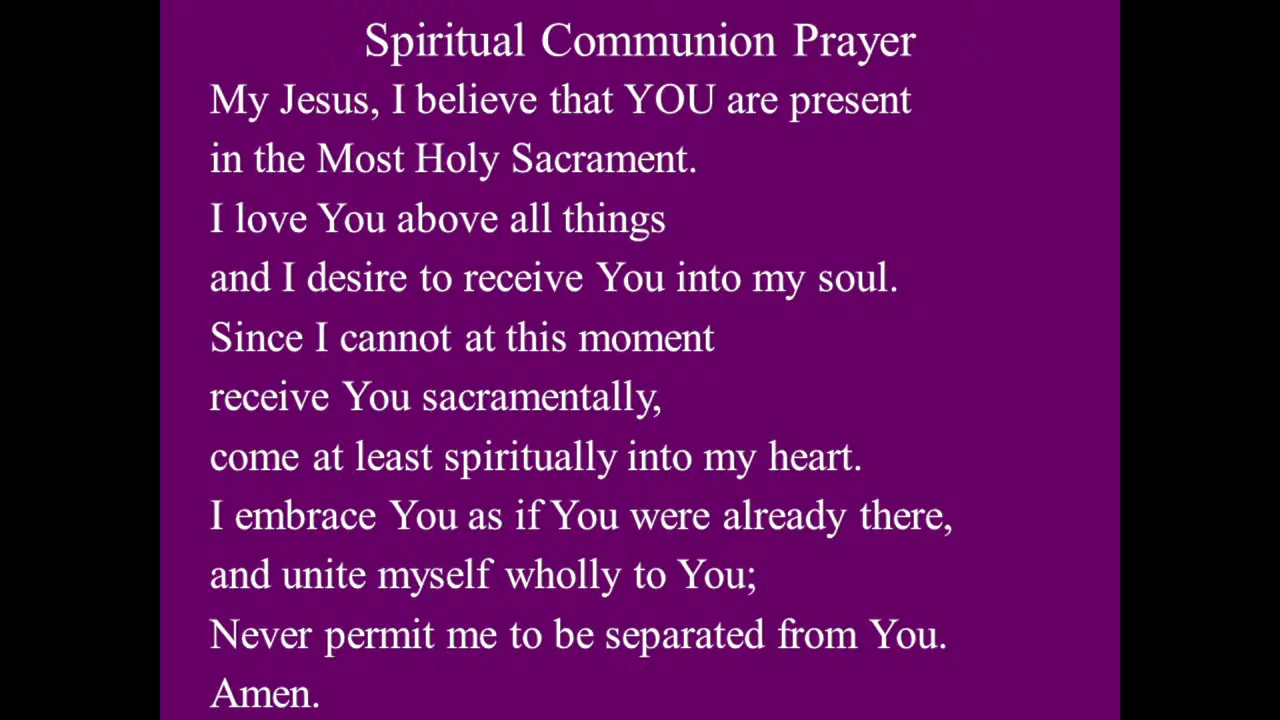 Spiritual Communion Prayer
My Jesus, I believe that YOU are present
in the Most Holy Sacrament.
I love You above all things
and I desire to receive You into my soul.
Since I cannot at this moment
receive You sacramentally,
come at least spiritually into my heart.
I embrace You as if You were already there,
and unite myself wholly to You;
Never permit me to be separated from You.
Amen.